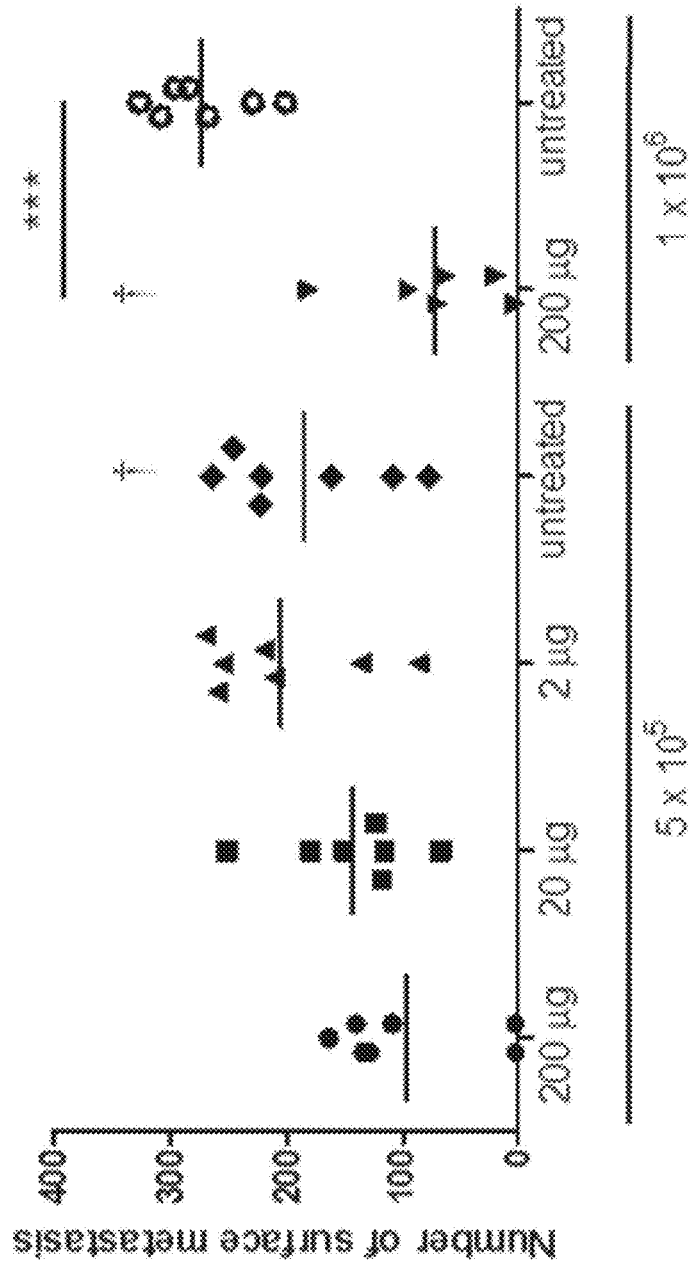 Number of surface metastasis
400
300
200
100
0
***
† †
200 µg 20 µg 2 µg untreated 200 µg untreated
5 x 10⁵ 1 x 10⁶